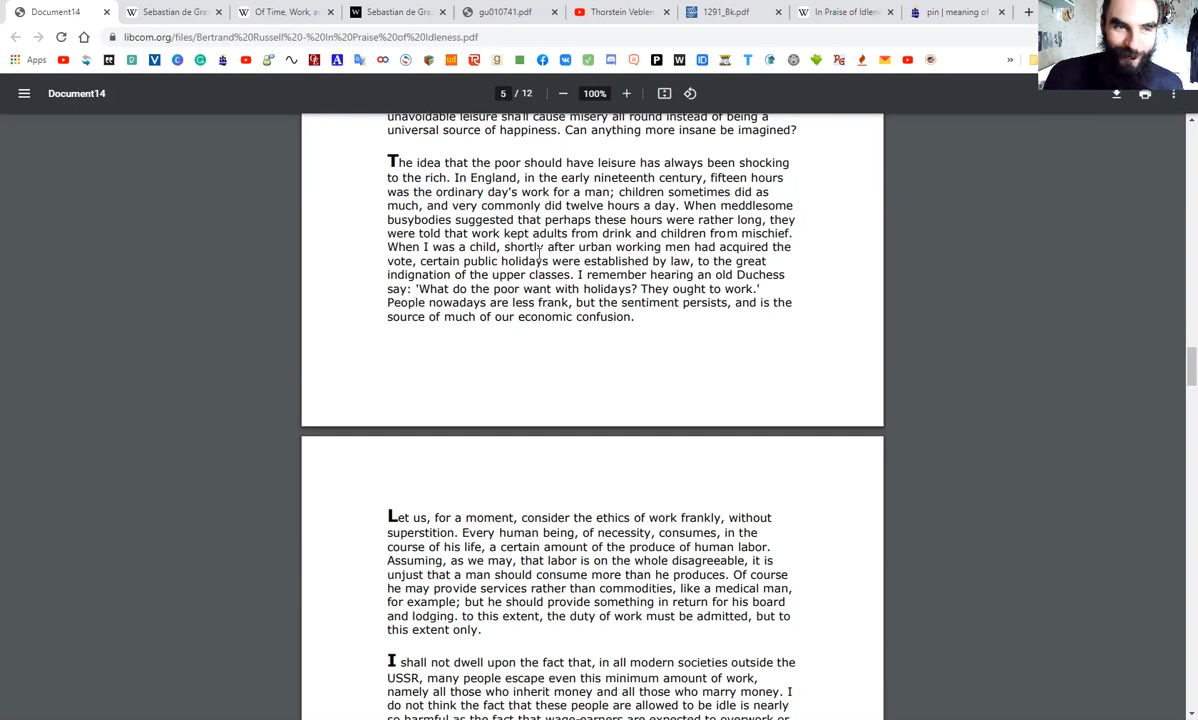 Document14
Sebastian de Gra
Of Time, Work, a
Sebastian de Gra
gu010741.pdf
Thorstein Veblen
1291_Bk.pdf
In Praise of Idlene
pin | meaning of
libcom.org/files/Bertrand%20Russell%20-%20In%20Praise%20of%20Idleness.pdf
Apps
Document14
5 / 12
100%
unavoidable leisure shall cause misery all round instead of being a
universal source of happiness. Can anything more insane be imagined?
The idea that the poor should have leisure has always been shocking
to the rich. In England, in the early nineteenth century, fifteen hours
was the ordinary day's work for a man; children sometimes did as
much, and very commonly did twelve hours a day. When meddlesome
busybodies suggested that perhaps these hours were rather long, they
were told that work kept adults from drink and children from mischief.
When I was a child, shortly after urban working men had acquired the
vote, certain public holidays were established by law, to the great
indignation of the upper classes. I remember hearing an old Duchess
say: 'What do the poor want with holidays? They ought to work.'
People nowadays are less frank, but the sentiment persists, and is the
source of much of our economic confusion.
Let us, for a moment, consider the ethics of work frankly, without
superstition. Every human being, of necessity, consumes, in the
course of his life, a certain amount of the produce of human labor.
Assuming, as we may, that labor is on the whole disagreeable, it is
unjust that a man should consume more than he produces. Of course
he may provide services rather than commodities, like a medical man,
for example; but he should provide something in return for his board
and lodging. to this extent, the duty of work must be admitted, but to
this extent only.
I shall not dwell upon the fact that, in all modern societies outside the
USSR, many people escape even this minimum amount of work,
namely all those who inherit money and all those who marry money. I
do not think the fact that these people are allowed to be idle is nearly
so harmful as the fact that wage-earners are expected to overwork or